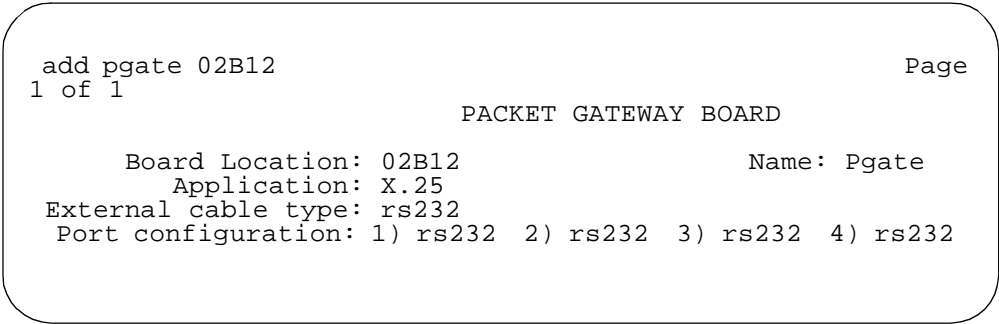 add pgate 02B12 Page
1 of 1
PACKET GATEWAY BOARD
Board Location: 02B12 Name: Pgate
Application: X.25
External cable type: rs232
Port configuration: 1) rs232 2) rs232 3) rs232 4) rs232